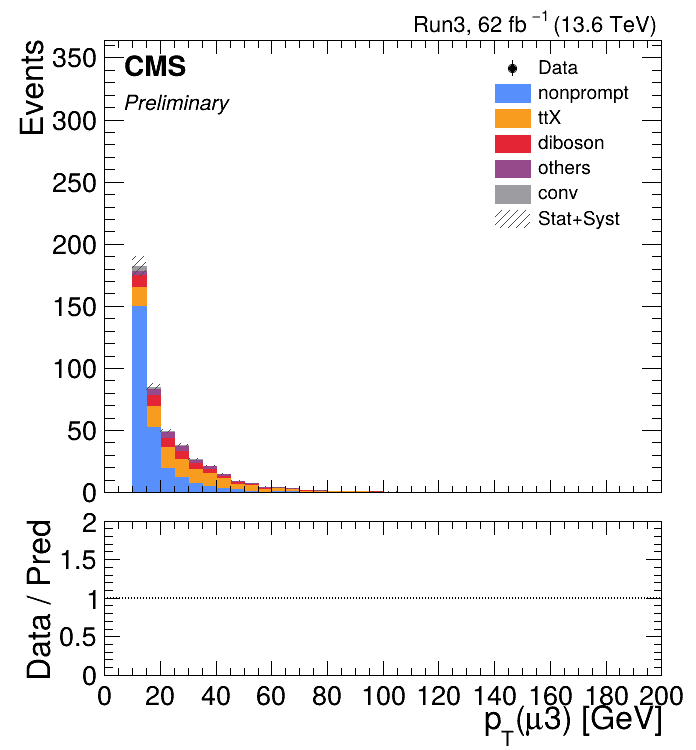 Run3, 62 fb⁻¹ (13.6 TeV)
CMS
Preliminary
Data
nonprompt
ttX
diboson
others
conv
Stat+Syst
Events
350
300
250
200
150
100
50
0
Data / Pred
2
1.5
1
0.5
0
0 20 40 60 80 100 120 140 160 180 200
p_T(μ3) [GeV]